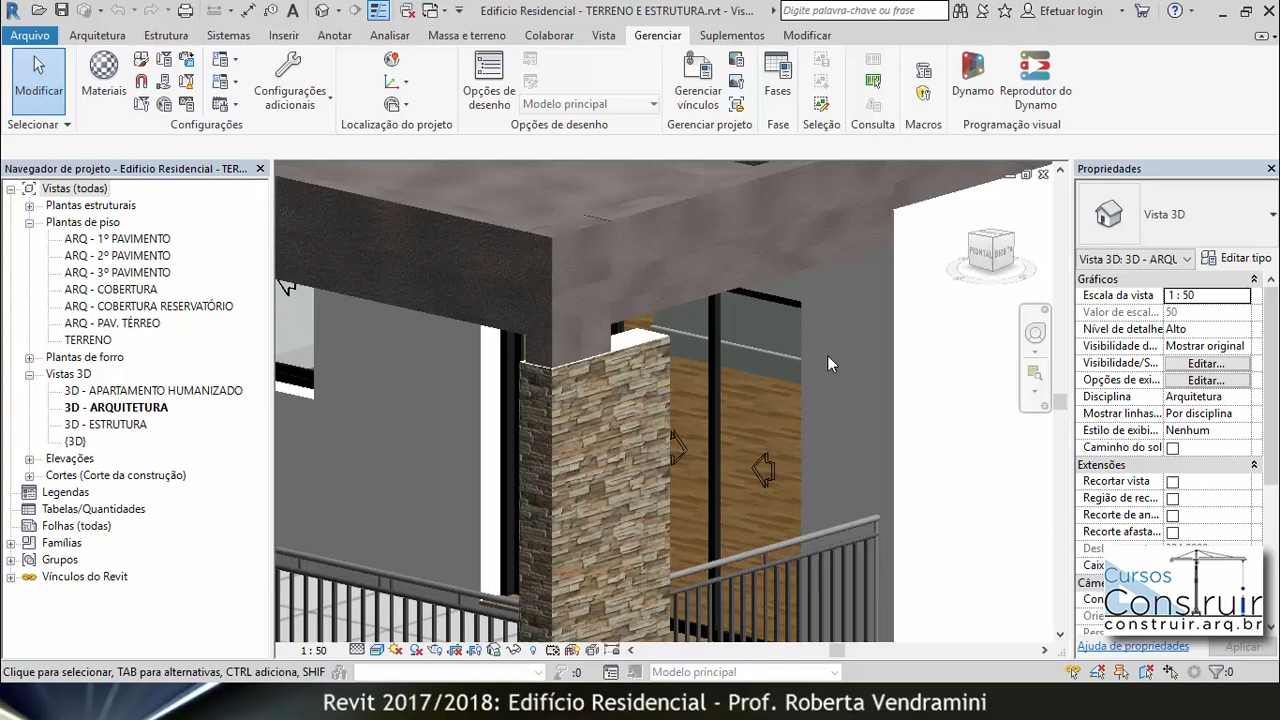 Edifício Residencial - TERRENO E ESTRUTURA.rvt - Vis...
Digite palavra-chave ou frase
Efetuar login
Arquivo Arquitetura Estrutura Sistemas Inserir Anotar Analisar Massa e terreno Colaborar Vista Gerenciar Suplementos Modificar
Modificar
Materiais
Configurações adicionais
Opções de desenho
Modelo principal
Gerenciar vínculos
Fases
Dynamo
Reprodutor do Dynamo
Selecionar
Configurações
Localização do projeto
Opções de desenho
Gerenciar projeto
Fase
Seleção
Consulta
Macros
Programação visual
Navegador de projeto - Edifício Residencial - TER...
Vistas (todas)
Plantas estruturais
Plantas de piso
ARQ - 1º PAVIMENTO
ARQ - 2º PAVIMENTO
ARQ - 3º PAVIMENTO
ARQ - COBERTURA
ARQ - COBERTURA RESERVATÓRIO
ARQ - PAV. TÉRREO
TERRENO
Plantas de forro
Vistas 3D
3D - APARTAMENTO HUMANIZADO
3D - ARQUITETURA
3D - ESTRUTURA
{3D}
Elevações
Cortes (Corte da construção)
Legendas
Tabelas/Quantidades
Folhas (todas)
Famílias
Grupos
Vínculos do Revit
FRONTAL
DIREITA
Propriedades
Vista 3D
Vista 3D: 3D - ARQU
Editar tipo
Gráficos
Escala da vista 1 : 50
Valor de escal... 50
Nível de detalhe Alto
Visibilidade d... Mostrar original
Visibilidade/S... Editar...
Opções de exi... Editar...
Disciplina Arquitetura
Mostrar linhas... Por disciplina
Estilo de exibi... Nenhum
Caminho do sol
Extensões
Recortar vista
Região de rec...
Recorte de an...
Recorte afasta...
Caix
Câme
Con
Orie
Pers
Ajuda de propriedades
Aplicar
Cursos
Construir
construir.arq.br
1 : 50
Clique para selecionar, TAB para alternativas, CTRL adiciona, SHIF
:0
Modelo principal
:0
Revit 2017/2018: Edifício Residencial - Prof. Roberta Vendramini